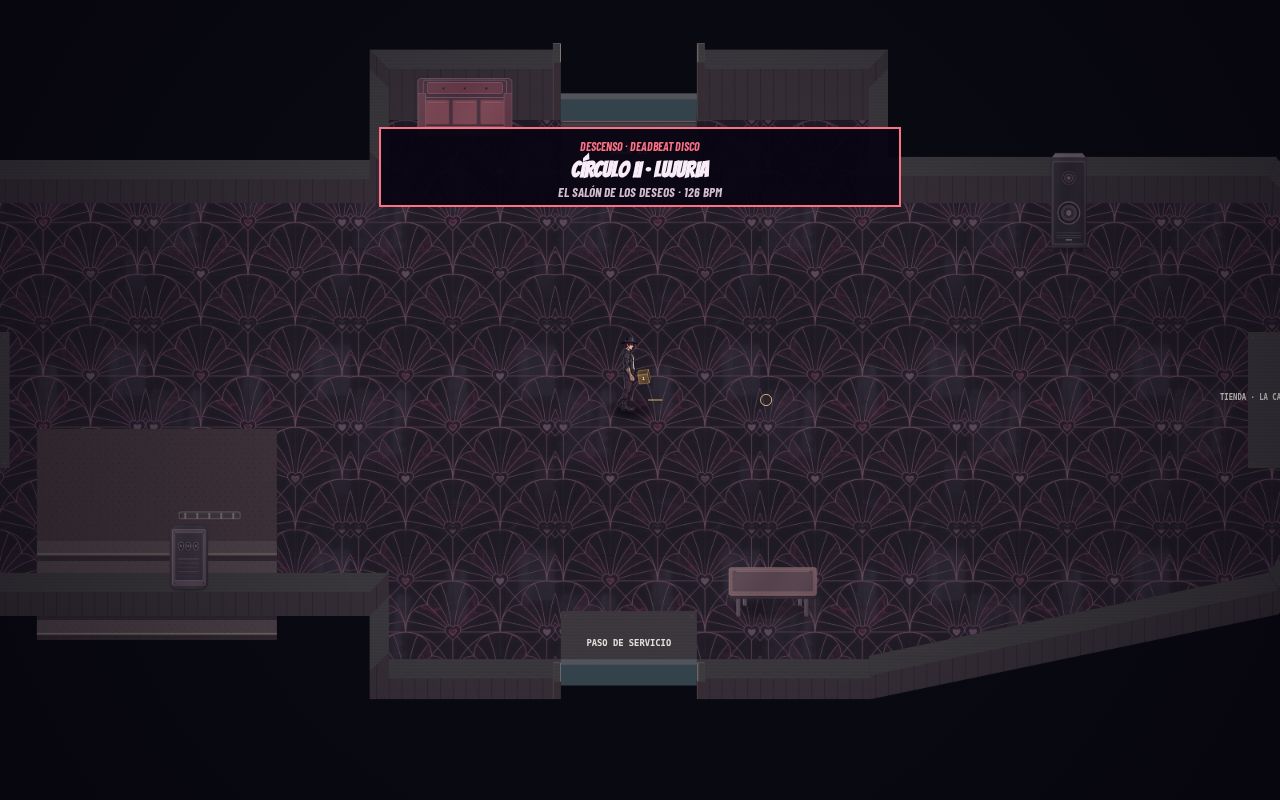 DESCENSO · DEADBEAT DISCO
CÍRCULO II · LUJURIA
EL SALÓN DE LOS DESEOS · 126 BPM
TIENDA · LA CA
PASO DE SERVICIO